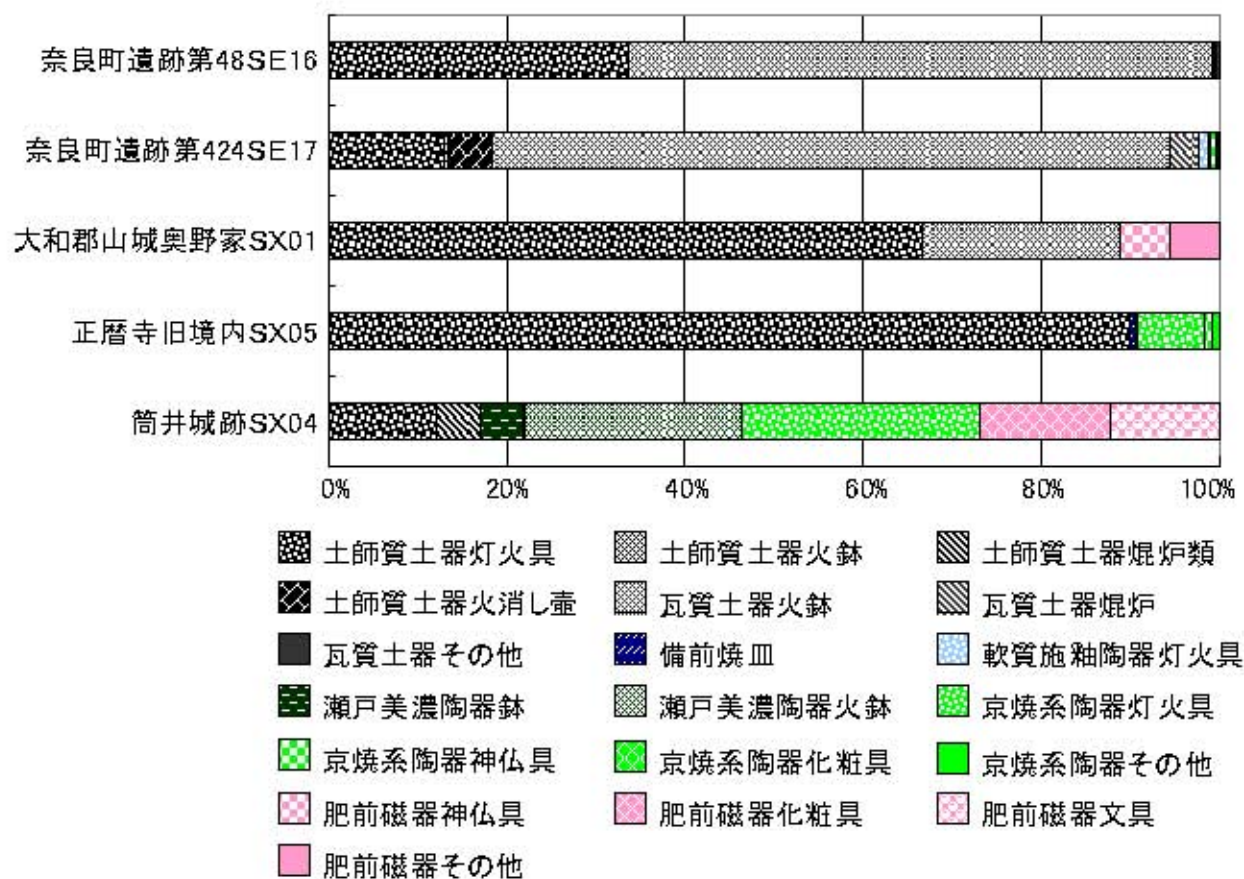 奈良町遺跡第48SE16
奈良町遺跡第424SE17
大和郡山城奥野家SX01
正暦寺旧境内SX05
筒井城跡SX04
0% 20% 40% 60% 80% 100%
土師質土器灯火具 土師質土器火鉢 土師質土器焜炉類
土師質土器火消し壷 瓦質土器火鉢 瓦質土器焜炉
瓦質土器その他 備前焼皿 軟質施釉陶器灯火具
瀬戸美濃陶器鉢 瀬戸美濃陶器火鉢 京焼系陶器灯火具
京焼系陶器神仏具 京焼系陶器化粧具 京焼系陶器その他
肥前磁器神仏具 肥前磁器化粧具 肥前磁器文具
肥前磁器その他